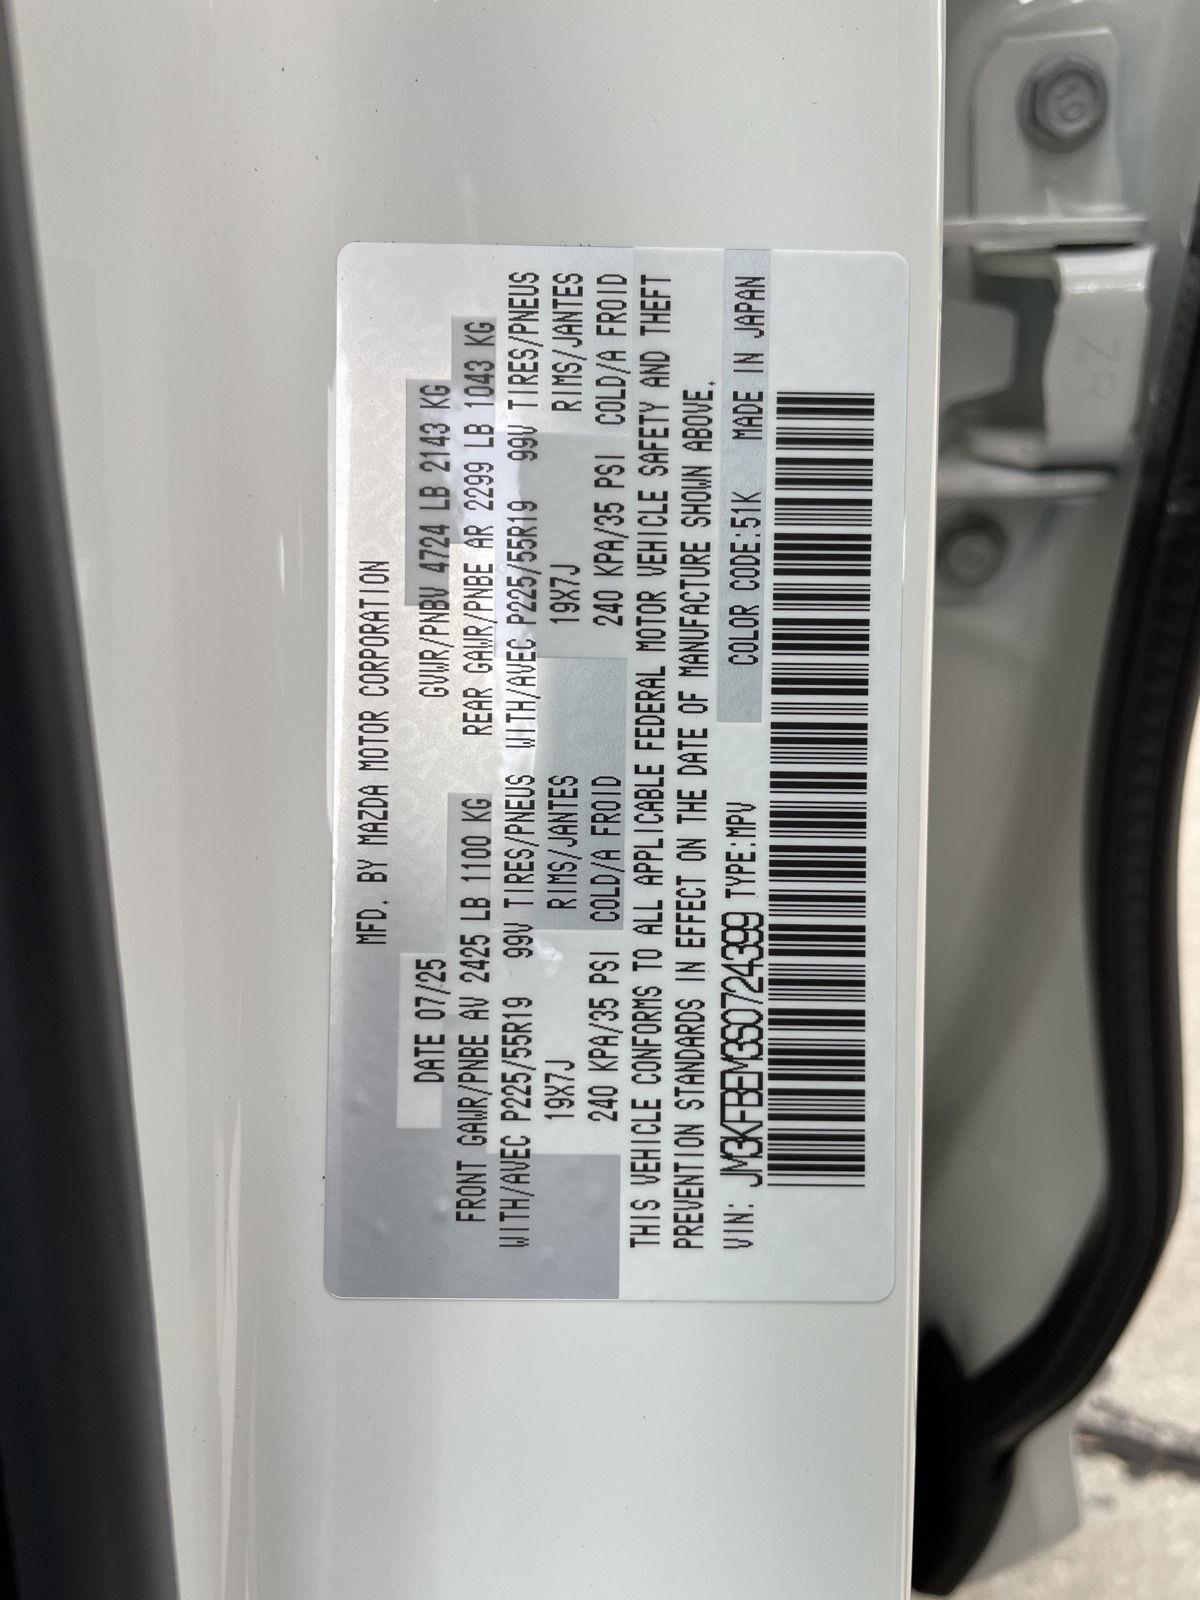 MFD. BY MAZDA MOTOR CORPORATION
DATE 07/25 GVWR/PNBV 4724 LB 2143 KG
FRONT GAWR/PNBE AV 2425 LB 1100 KG REAR GAWR/PNBE AR 2299 LB 1043 KG
WITH/AVEC P225/55R19 99V TIRES/PNEUS WITH/AVEC P225/55R19 99V TIRES/PNEUS
19X7J RIMS/JANTES 19X7J RIMS/JANTES
240 KPA/35 PSI COLD/A FROID 240 KPA/35 PSI COLD/A FROID
THIS VEHICLE CONFORMS TO ALL APPLICABLE FEDERAL MOTOR VEHICLE SAFETY AND THEFT
PREVENTION STANDARDS IN EFFECT ON THE DATE OF MANUFACTURE SHOWN ABOVE.
VIN: JM3KFBEM3S0724399 TYPE:MPV COLOR CODE:51K MADE IN JAPAN
10
ZR